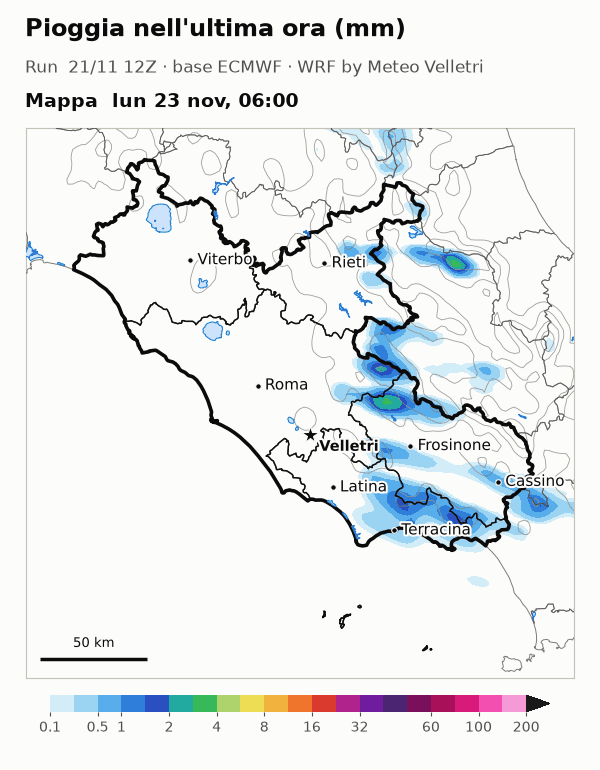 Pioggia nell'ultima ora (mm)
Run  21/11 12Z · base ECMWF · WRF by Meteo Velletri
Mappa  lun 23 nov, 06:00
Viterbo
Rieti
Roma
Velletri
Frosinone
Latina
Cassino
Terracina
50 km
0.1 0.5 1 2 4 8 16 32 60 100 200